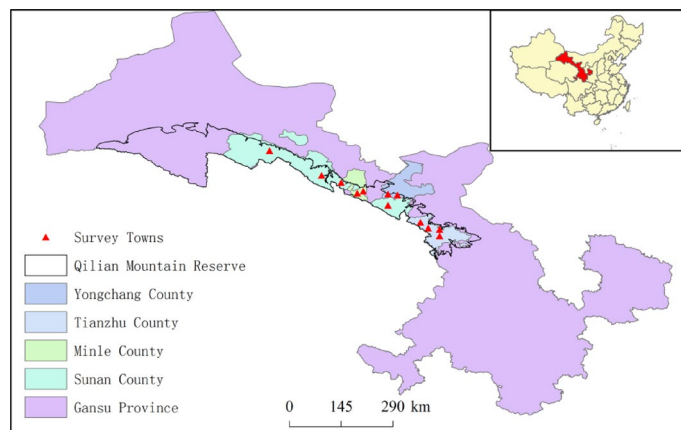 Survey Towns
Qilian Mountain Reserve
Yongchang County
Tianzhu County
Minle County
Sunan County
Gansu Province
0 145 290 km